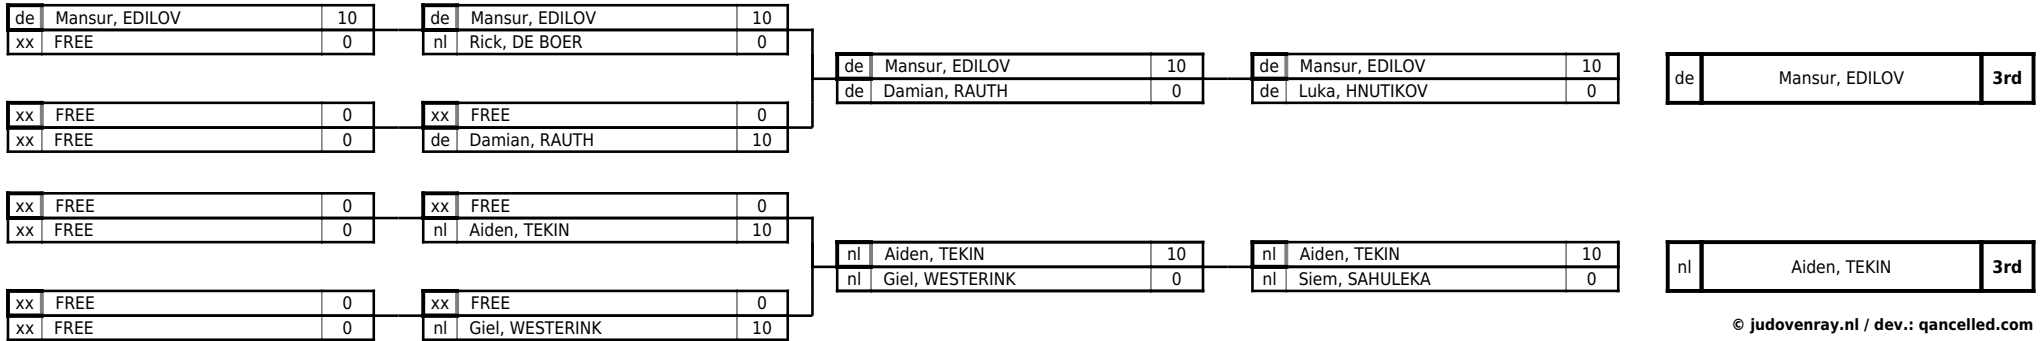 de Mansur, EDILOV 10
xx FREE 0
xx FREE 0
xx FREE 0
xx FREE 0
xx FREE 0
xx FREE 0
xx FREE 0
de Mansur, EDILOV 10
nl Rick, DE BOER 0
xx FREE 0
de Damian, RAUTH 10
xx FREE 0
nl Aiden, TEKIN 10
xx FREE 0
nl Giel, WESTERINK 10
de Mansur, EDILOV 10
de Damian, RAUTH 0
nl Aiden, TEKIN 10
nl Giel, WESTERINK 0
de Mansur, EDILOV 10
de Luka, HNUTIKOV 0
nl Aiden, TEKIN 10
nl Siem, SAHULEKA 0
de Mansur, EDILOV 3rd
nl Aiden, TEKIN 3rd
© judovenray.nl / dev.: qancelled.com